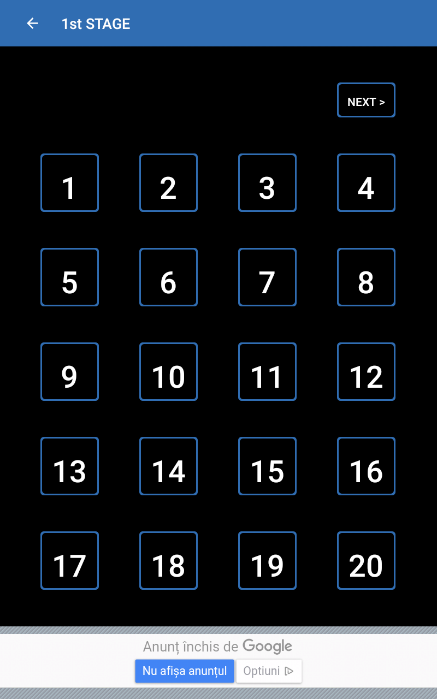 1st STAGE
NEXT >
1 2 3 4
5 6 7 8
9 10 11 12
13 14 15 16
17 18 19 20
Anunț închis de Google
Nu afișa anunțul Opțiuni